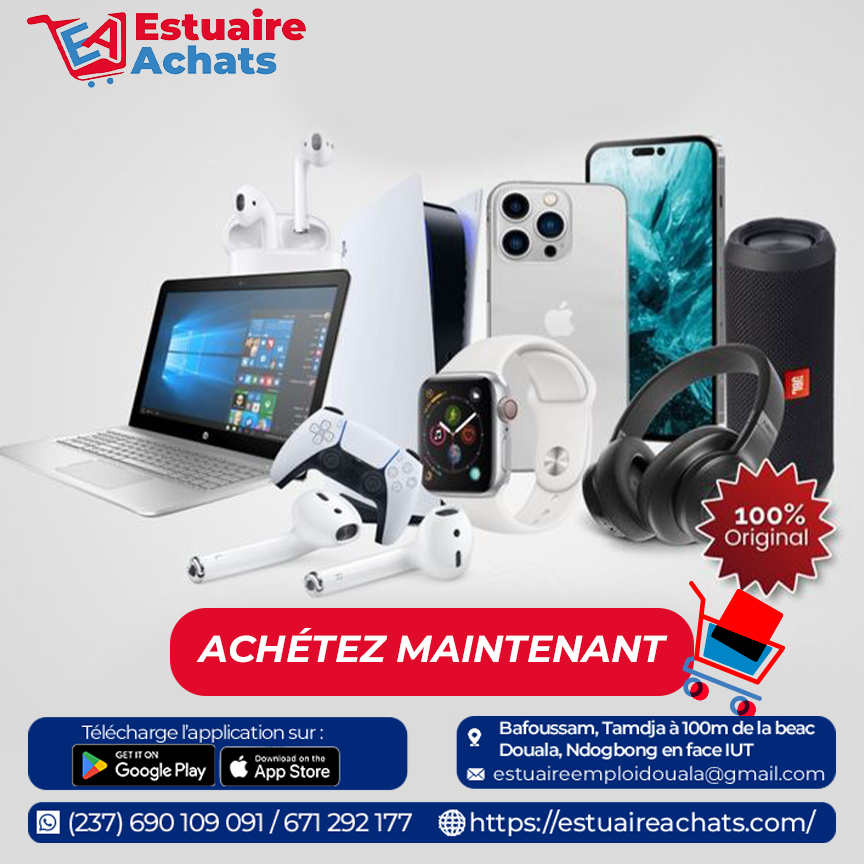 EA
Estuaire
Achats
JBL
100%
Original
ACHÉTEZ MAINTENANT
Télécharge l'application sur :
GET IT ON
Google Play
Download on the
App Store
Bafoussam, Tamdja à 100m de la beac
Douala, Ndogbong en face IUT
estuaireemploidouala@gmail.com
(237) 690 109 091 / 671 292 177
https://estuaireachats.com/